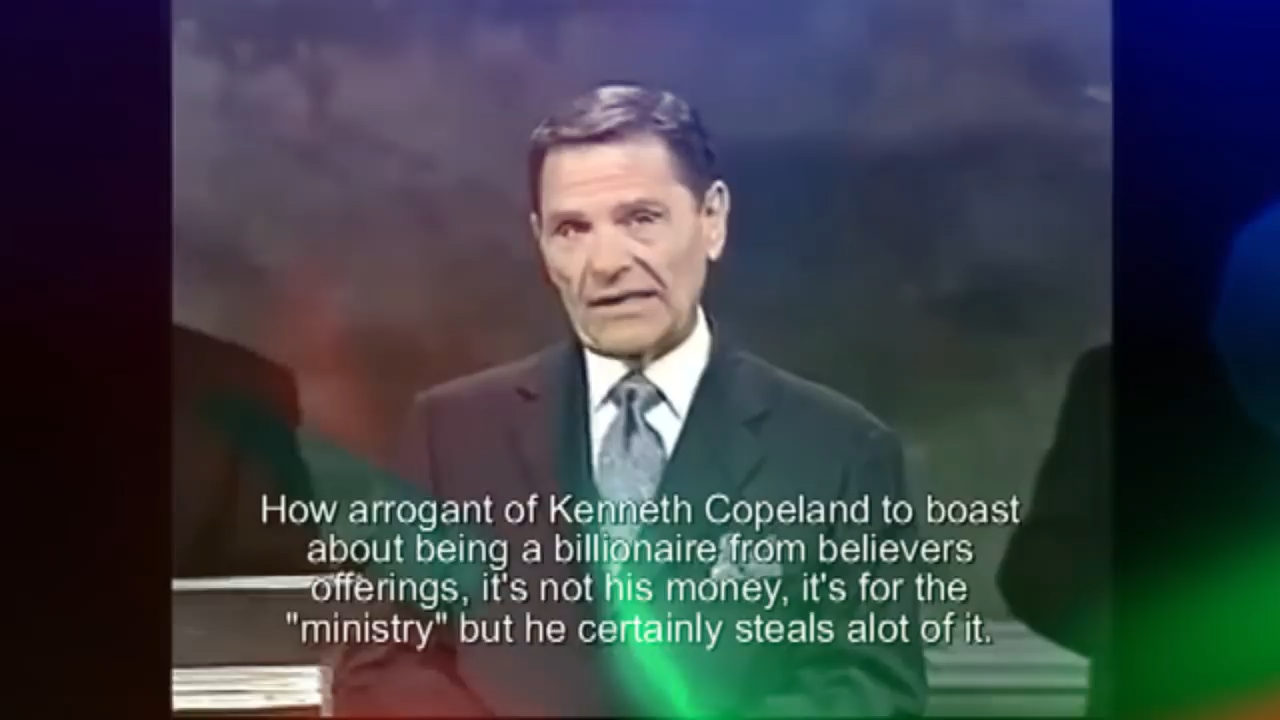 How arrogant of Kenneth Copeland to boast
about being a billionaire from believers
offerings, it's not his money, it's for the
"ministry" but he certainly steals alot of it.